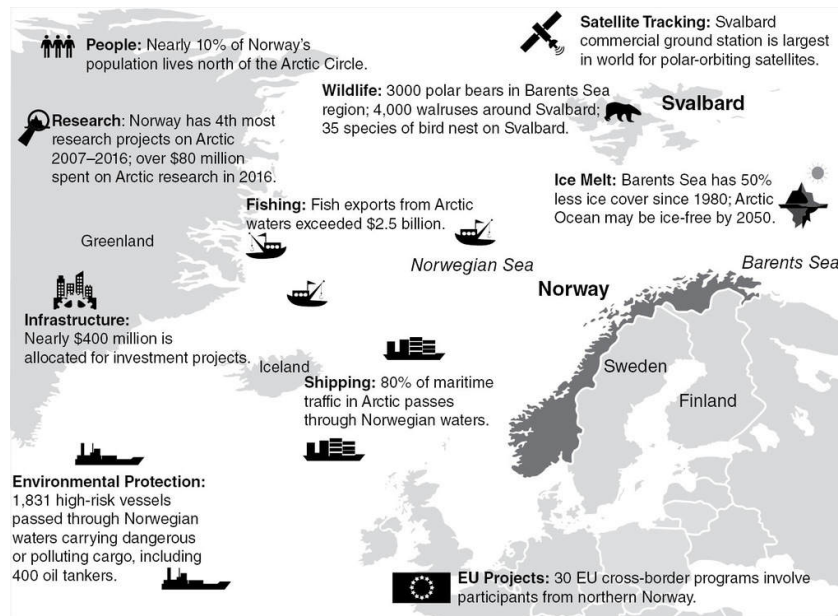 People: Nearly 10% of Norway's
population lives north of the Arctic Circle.
Satellite Tracking: Svalbard
commercial ground station is largest
in world for polar-orbiting satellites.
Wildlife: 3000 polar bears in Barents Sea
region; 4,000 walruses around Svalbard;
35 species of bird nest on Svalbard.
Svalbard
Research: Norway has 4th most
research projects on Arctic
2007–2016; over $80 million
spent on Arctic research in 2016.
Ice Melt: Barents Sea has 50%
less ice cover since 1980; Arctic
Ocean may be ice-free by 2050.
Fishing: Fish exports from Arctic
waters exceeded $2.5 billion.
Greenland
Norwegian Sea
Barents Sea
Norway
Infrastructure:
Nearly $400 million is
allocated for investment projects.
Iceland
Sweden
Finland
Shipping: 80% of maritime
traffic in Arctic passes
through Norwegian waters.
Environmental Protection:
1,831 high-risk vessels
passed through Norwegian
waters carrying dangerous
or polluting cargo, including
400 oil tankers.
EU Projects: 30 EU cross-border programs involve
participants from northern Norway.